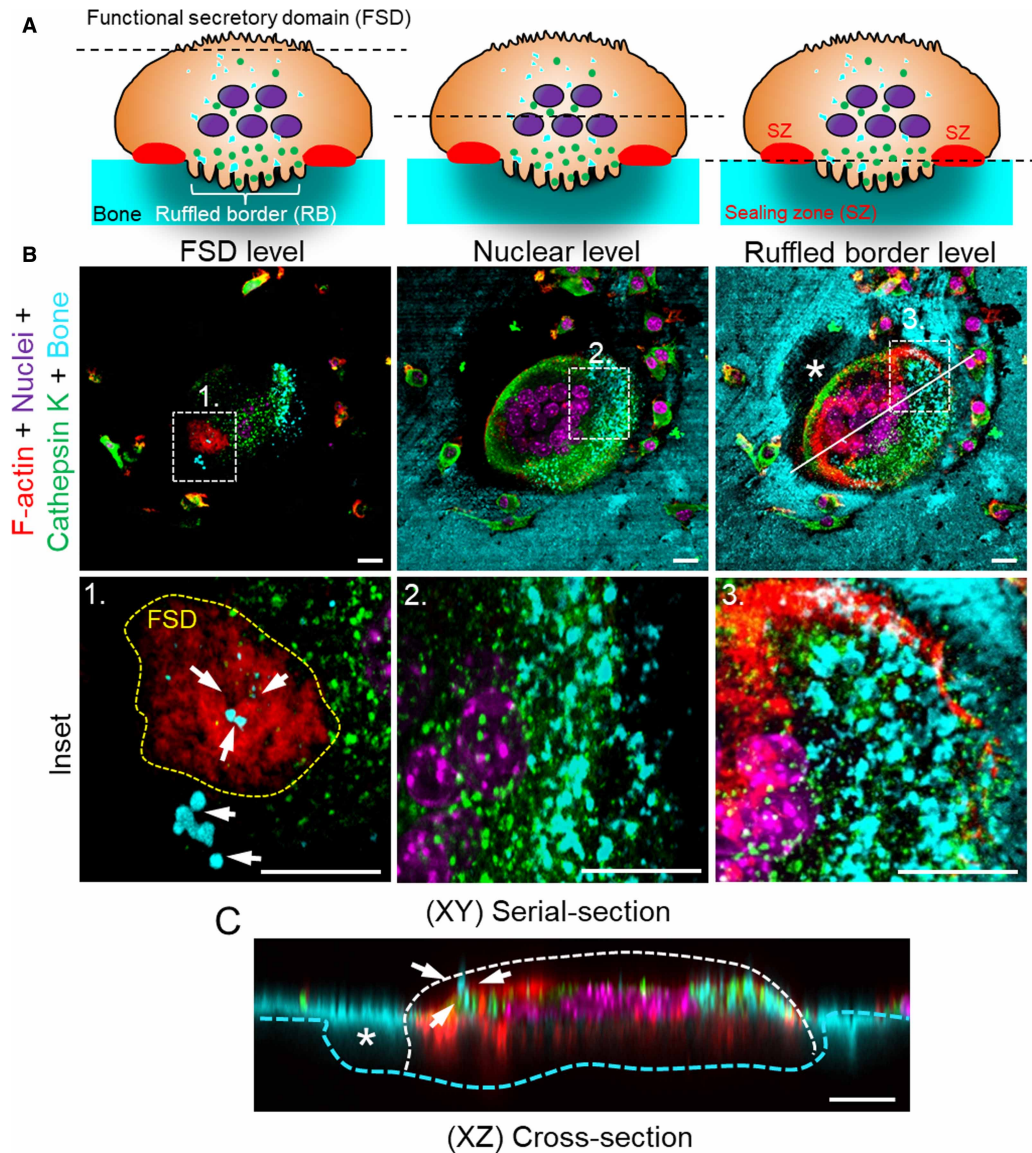 A
Functional secretory domain (FSD)
SZ
SZ
Bone
Ruffled border (RB)
Sealing zone (SZ)
B
FSD level
Nuclear level
Ruffled border level
F-actin + Nuclei +
Cathepsin K + Bone
1.
2
3.
*
Inset
1.
FSD
2.
3.
(XY) Serial-section
C
*
(XZ) Cross-section